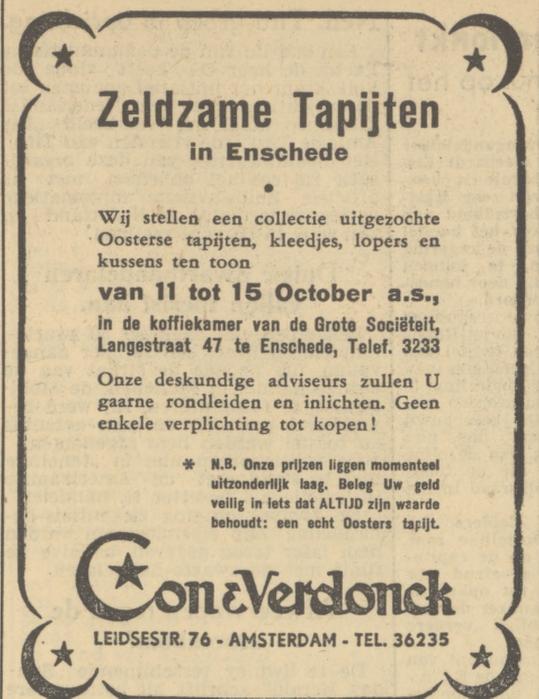 Zeldzame Tapijten
in Enschede
•
Wij stellen een collectie uitgezochte
Oosterse tapijten, kleedjes, lopers en
kussens ten toon
van 11 tot 15 October a.s.,
in de koffiekamer van de Grote Sociëteit,
Langestraat 47 te Enschede, Telef. 3233
Onze deskundige adviseurs zullen U
gaarne rondleiden en inlichten. Geen
enkele verplichting tot kopen!
* N.B. Onze prijzen liggen momenteel
uitzonderlijk laag. Beleg Uw geld
veilig in iets dat ALTIJD zijn waarde
behoudt: een echt Oosters tapijt.
Con & Verdonck
LEIDSESTR. 76 - AMSTERDAM - TEL. 36235